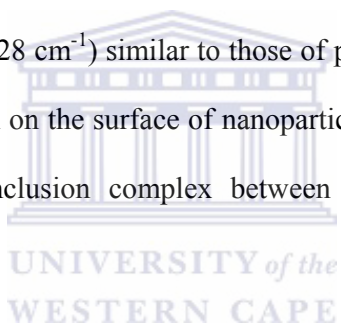 28 cm-1) similar to those of p
on the surface of nanopartic
nclusion complex between
UNIVERSITY of the
WESTERN CAPE